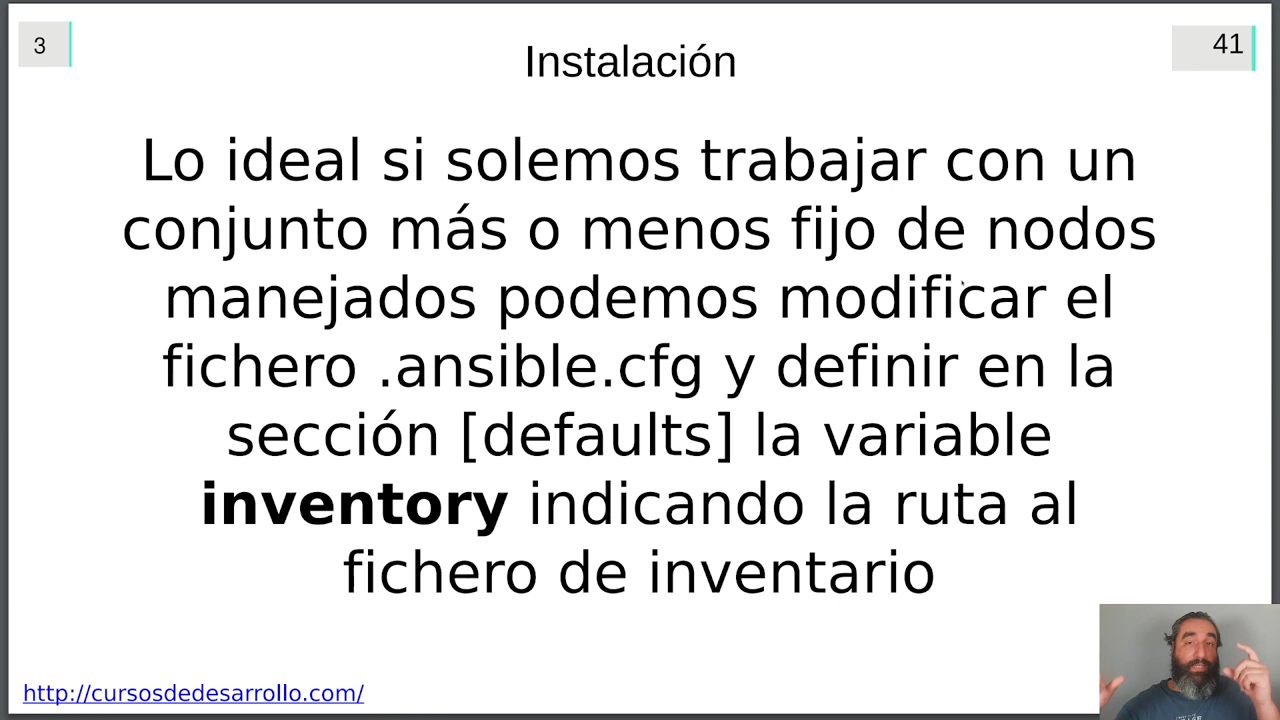 3
Instalación
41
Lo ideal si solemos trabajar con un
conjunto más o menos fijo de nodos
manejados podemos modificar el
fichero .ansible.cfg y definir en la
sección [defaults] la variable
inventory indicando la ruta al
fichero de inventario
http://cursosdedesarrollo.com/